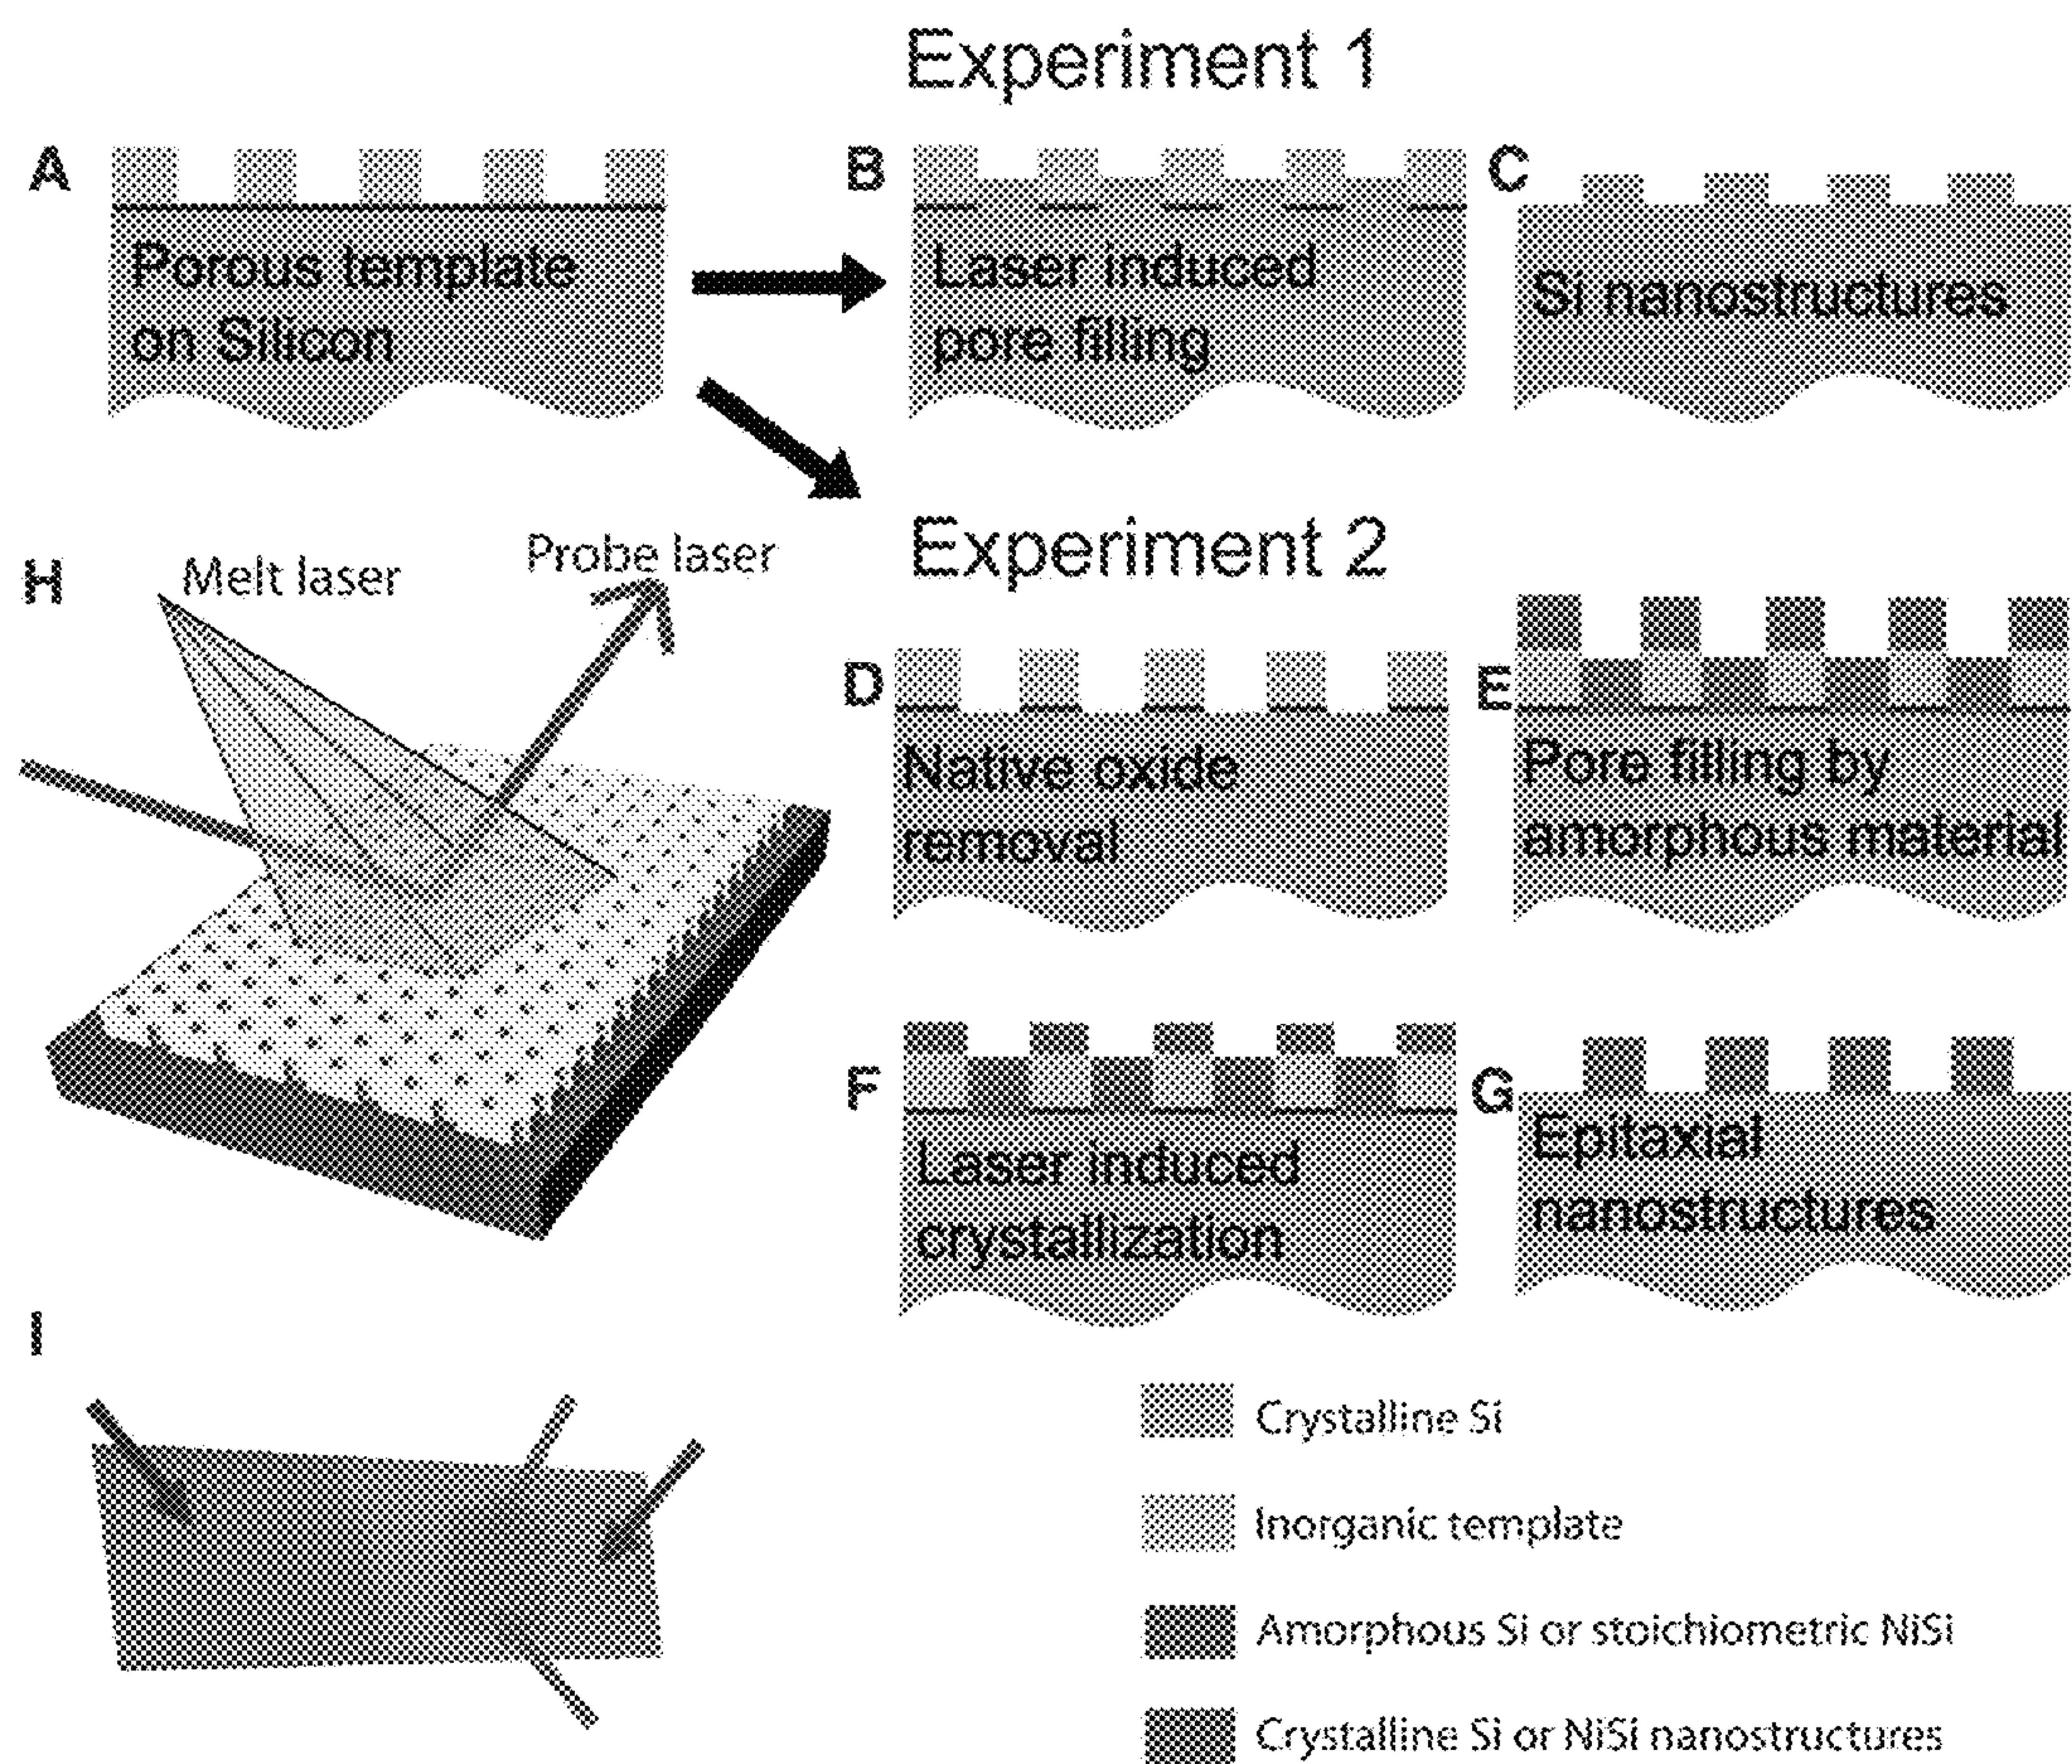 Experiment 1
A
Porous template
on Silicon
B
Laser induced
pore filling
C
Si nanostructures
Experiment 2
H
Melt laser
Probe laser
D
Native oxide
removal
E
Pore filling by
amorphous material
F
Laser induced
crystallization
G
Epitaxial
nanostructures
I
Crystalline Si
Inorganic template
Amorphous Si or stoichiometric NiSi
Crystalline Si or NiSi nanostructures